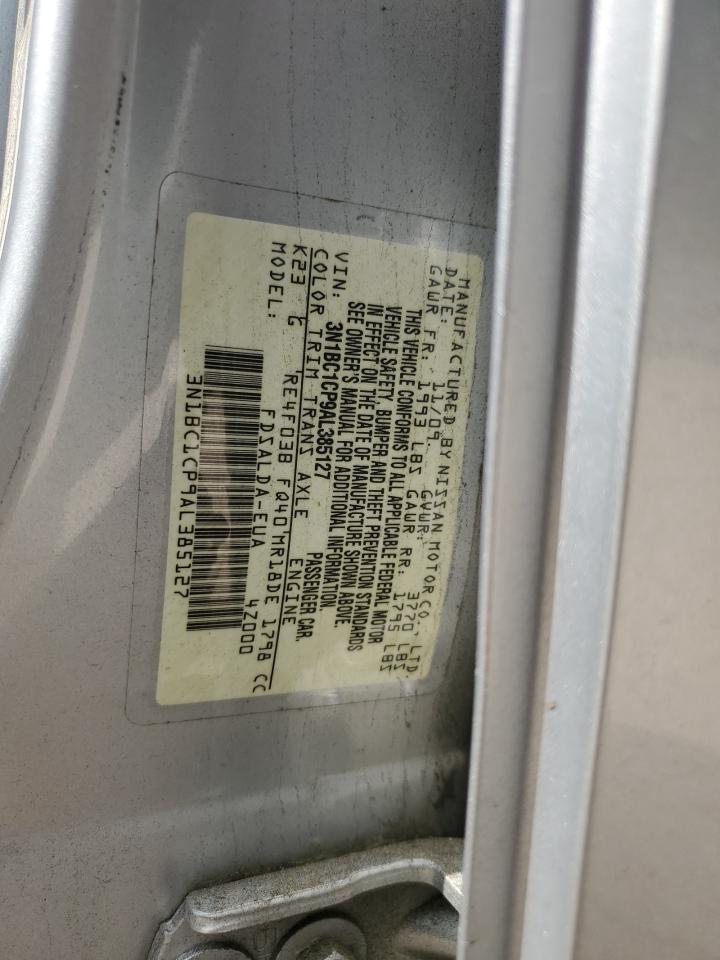 MANUFACTURED BY NISSAN MOTOR CO., LTD.
DATE: 11/09 GVWR: 3770 LBS
GAWR FR: 1993 LBS GAWR RR: 1795 LBS
THIS VEHICLE CONFORMS TO ALL APPLICABLE FEDERAL MOTOR
VEHICLE SAFETY, BUMPER AND THEFT PREVENTION STANDARDS
IN EFFECT ON THE DATE OF MANUFACTURE SHOWN ABOVE.
SEE OWNER'S MANUAL FOR ADDITIONAL INFORMATION.
VIN: 3N1BC1CP9AL385127 PASSENGER CAR.
COLOR TRIM TRANS AXLE ENGINE
K23 G RE4F03B FQ40 MR18DE 1798 CC
MODEL: FDSALDA-EUA 4Z000
3N1BC1CP9AL385127